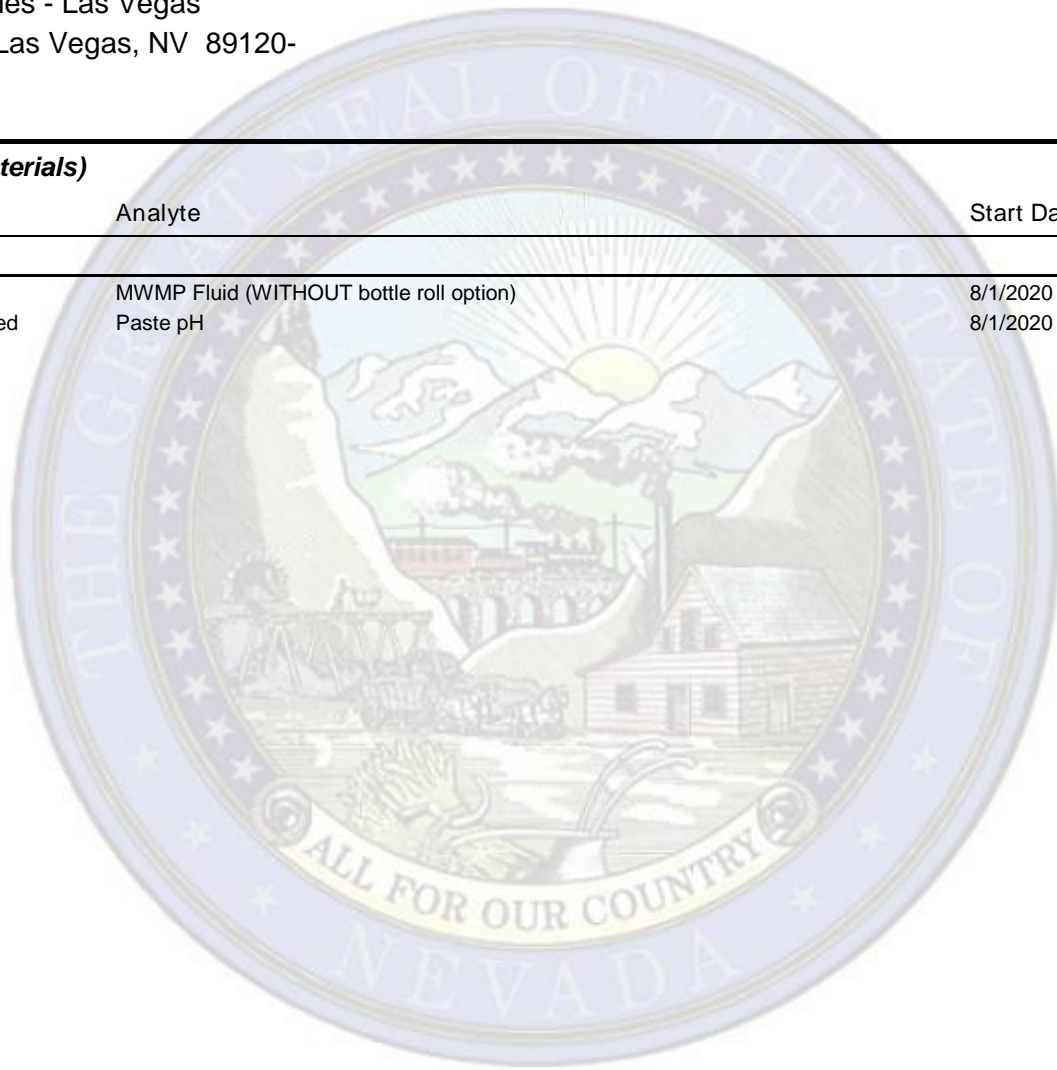 les - Las Vegas
Las Vegas, NV 89120-
terials)
Analyte Start Da
MWMP Fluid (WITHOUT bottle roll option) 8/1/2020
ed Paste pH 8/1/2020
THE GREAT SEAL OF THE STATE OF
ALL FOR OUR COUNTRY
NEVADA